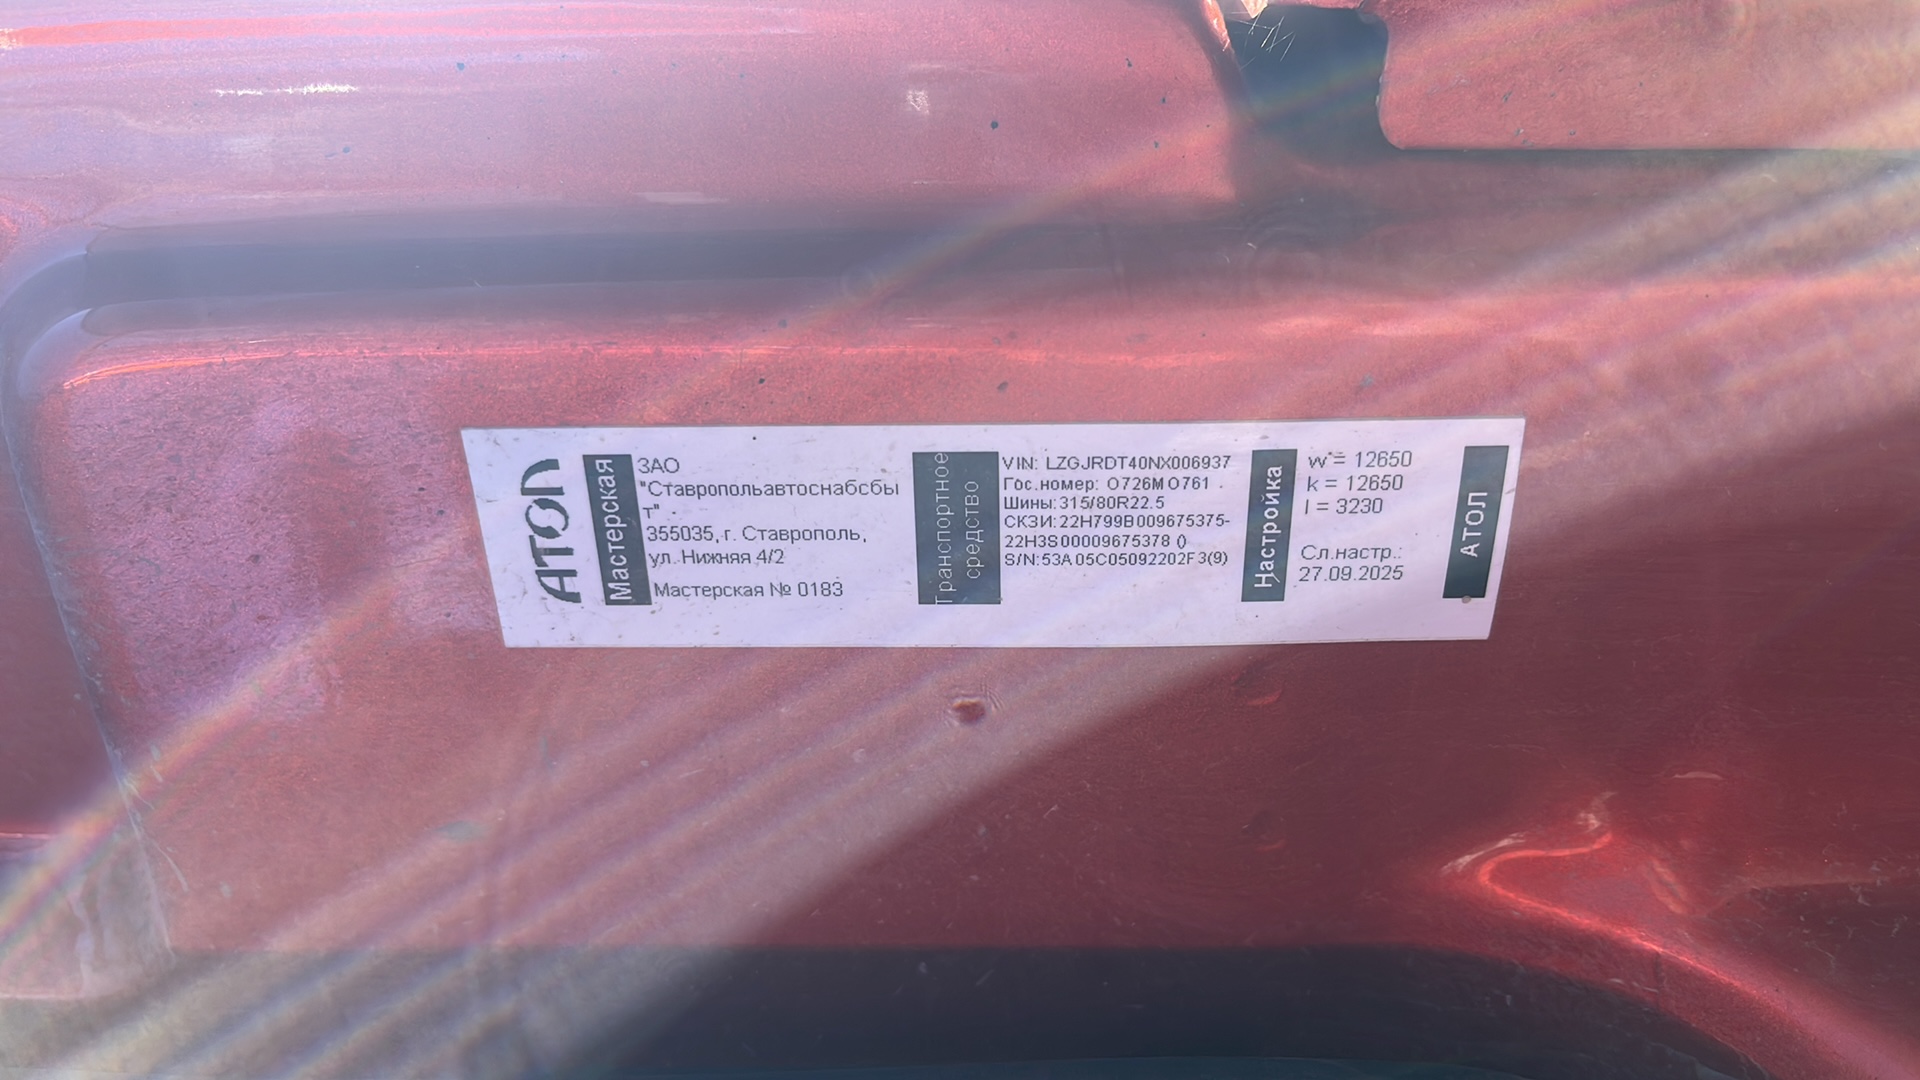 АТОЛ
Мастерская
ЗАО
"Ставропольавтоснабсбы
т"
355035, г. Ставрополь,
ул. Нижняя 4/2
Мастерская № 0183
Транспортное
средство
VIN: LZGJRDT40NX006937
Гос.номер: О726МО761
Шины: 315/80R22.5
СКЗИ: 22H799B009675375-
22H3S00009675378 ()
S/N: 53A05C05092202F3(9)
Настройка
w = 12650
k = 12650
l = 3230
Сл.настр.:
27.09.2025
АТОЛ